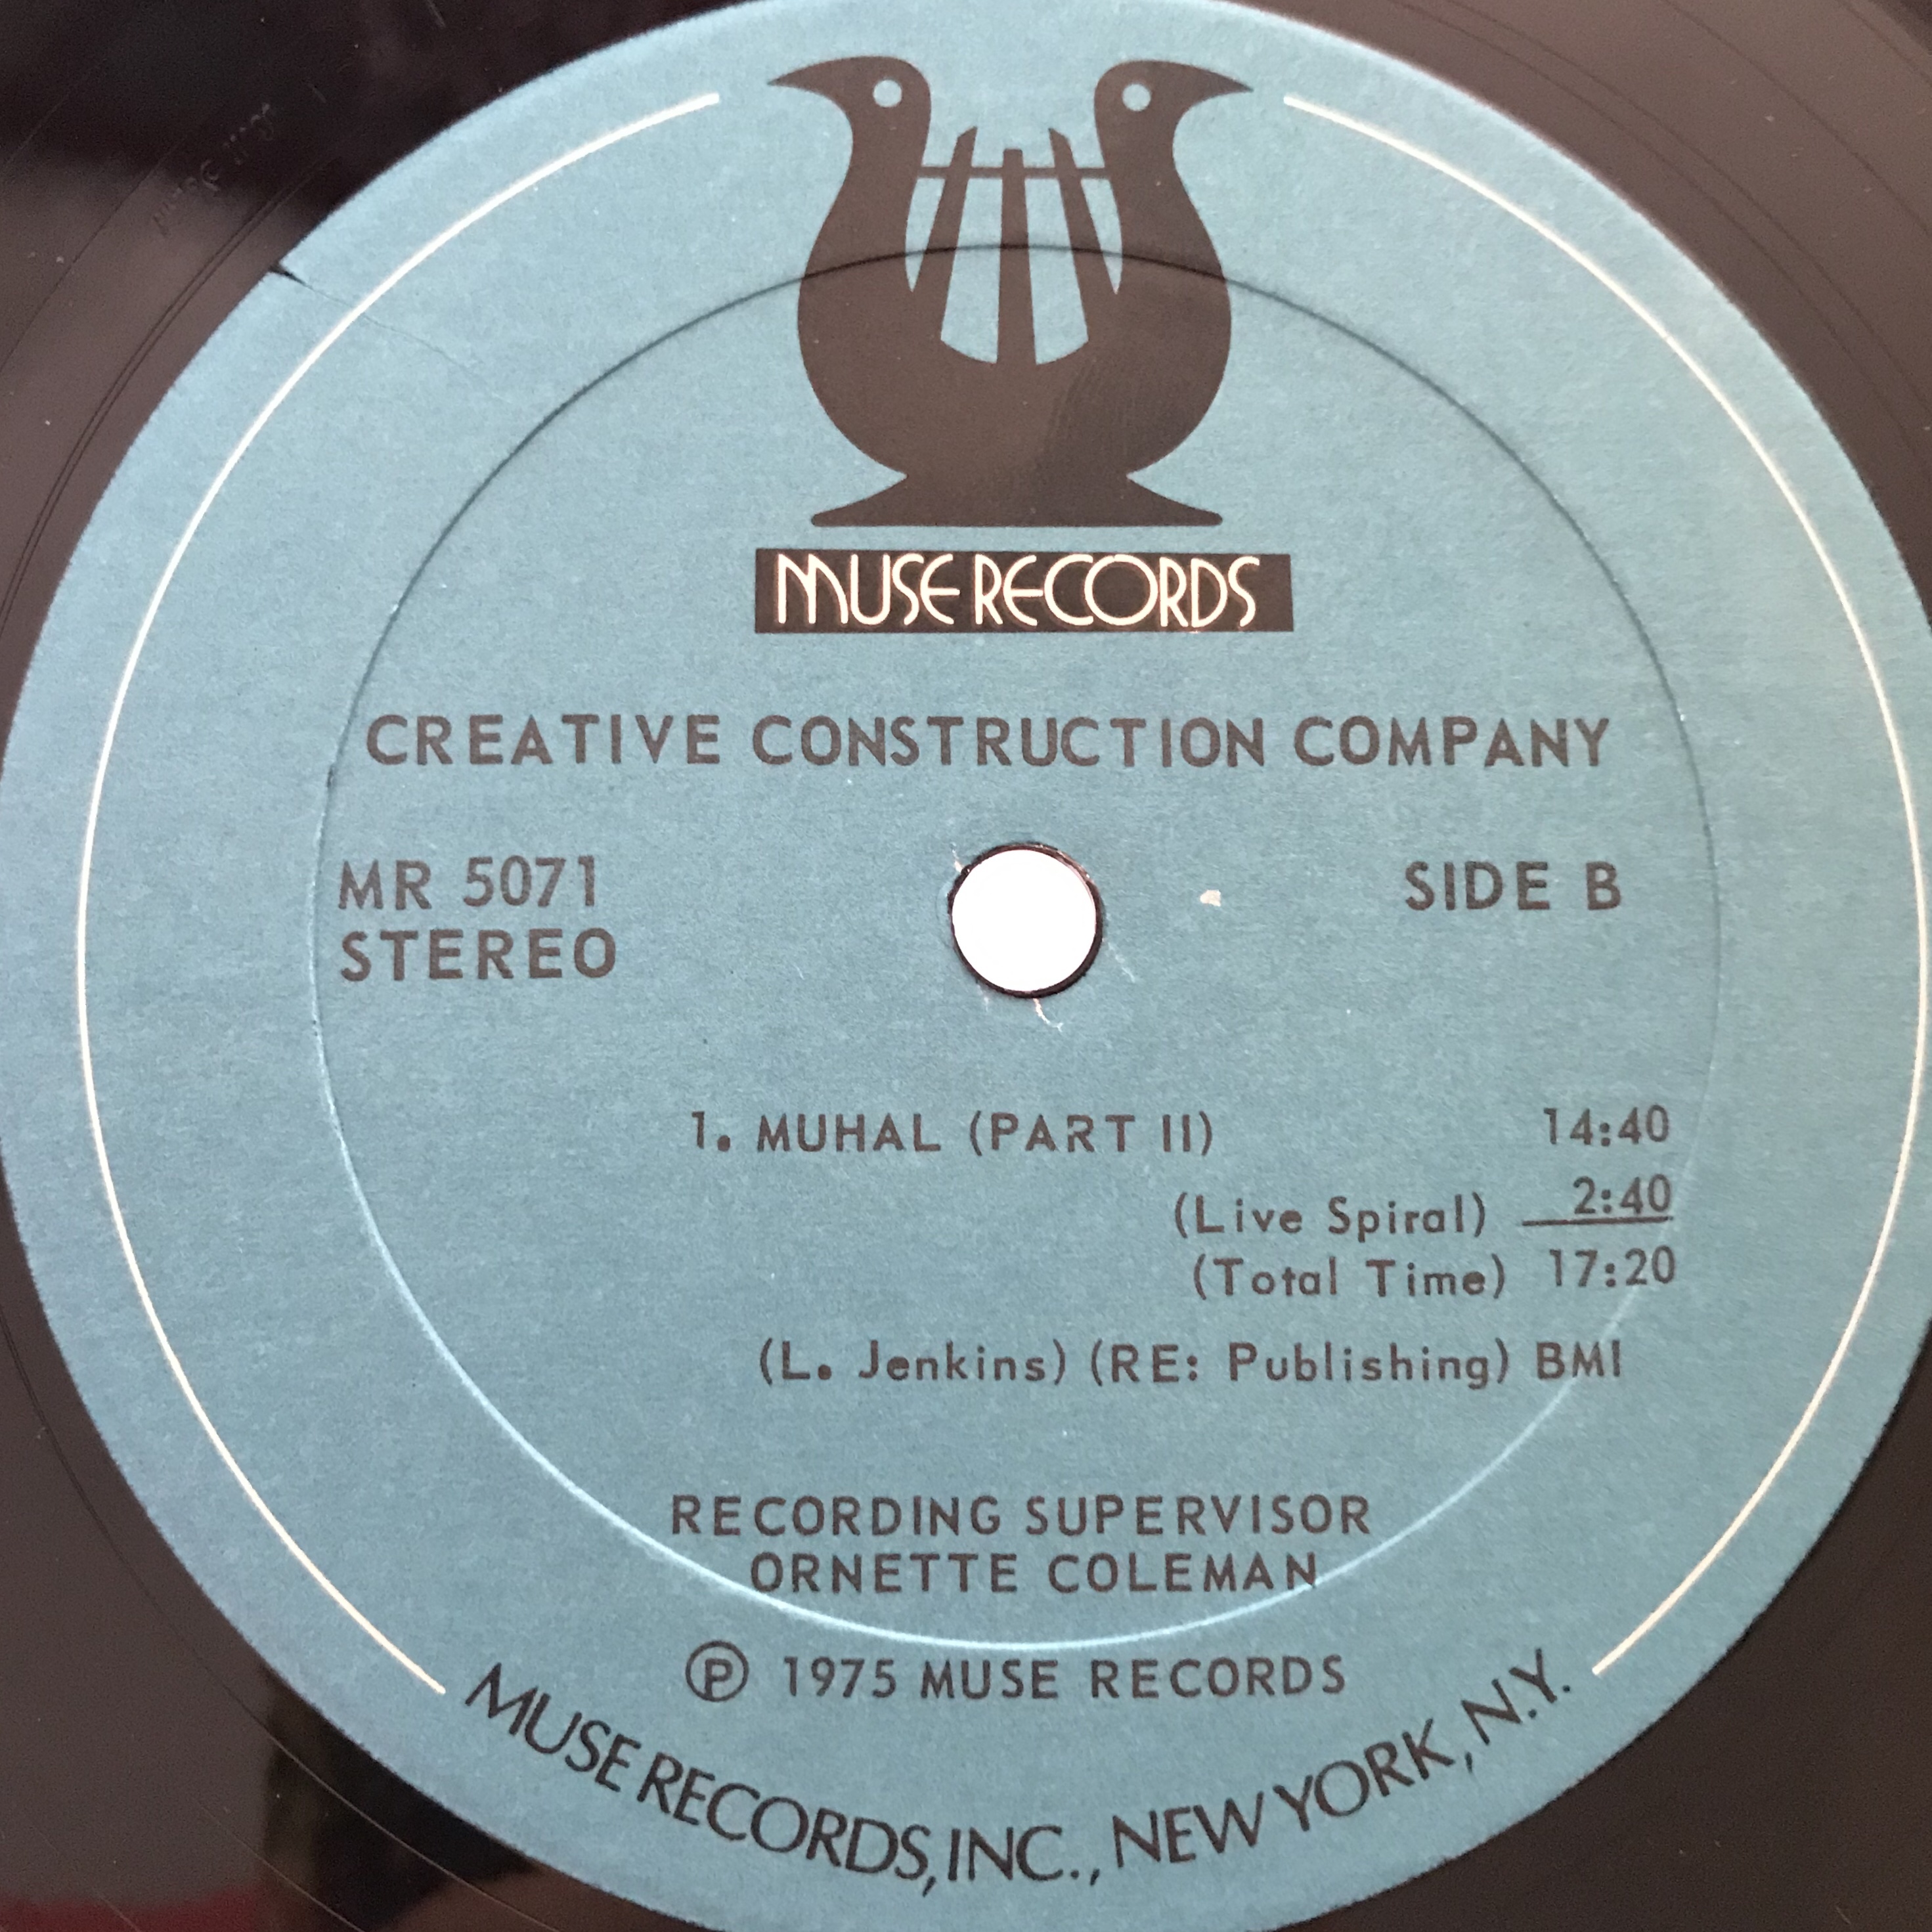 MUSE RECORDS
CREATIVE CONSTRUCTION COMPANY
MR 5071
STEREO
SIDE B
1. MUHAL (PART II) 14:40
(Live Spiral) 2:40
(Total Time) 17:20
(L. Jenkins) (RE: Publishing) BMI
RECORDING SUPERVISOR
ORNETTE COLEMAN
Ⓟ 1975 MUSE RECORDS
MUSE RECORDS, INC., NEW YORK, N.Y.